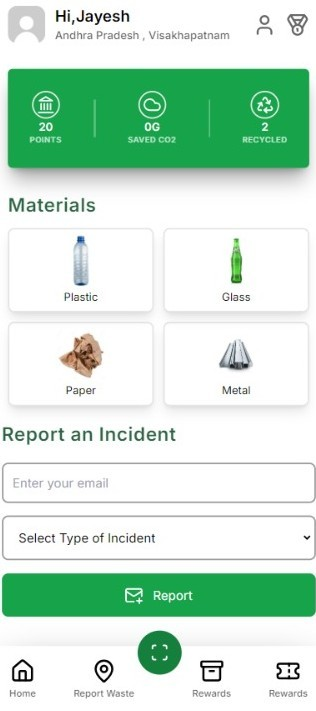 Hi,Jayesh
Andhra Pradesh , Visakhapatnam
20
POINTS
0G
SAVED CO2
2
RECYCLED
Materials
Plastic
Glass
Paper
Metal
Report an Incident
Enter your email
Select Type of Incident
Report
Home
Report Waste
Rewards
Rewards